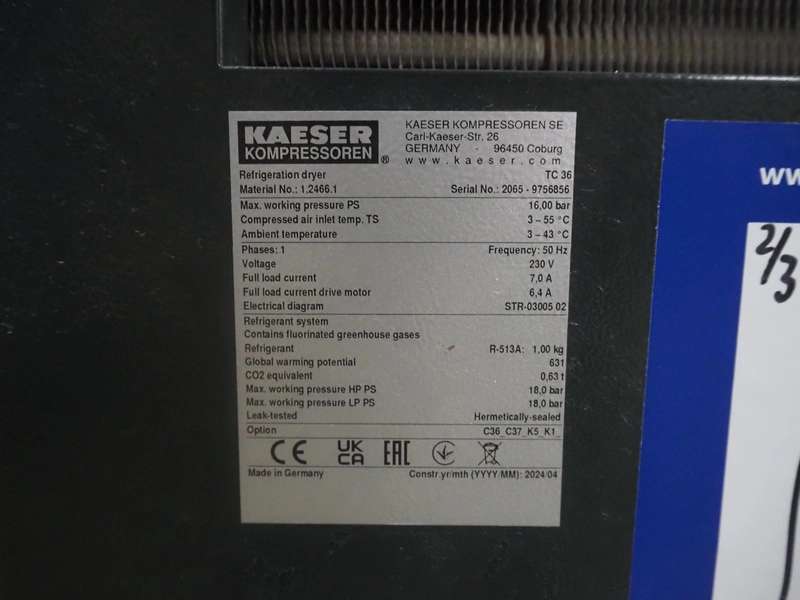 KAESER
KOMPRESSOREN ®
KAESER KOMPRESSOREN SE
Carl-Kaeser-Str. 26
GERMANY - 96450 Coburg
www.kaeser.com
Refrigeration dryer TC 36
Material No.: 1.2466.1 Serial No.: 2065 - 9756856
Max. working pressure PS 16,00 bar
Compressed air inlet temp. TS 3 – 55 °C
Ambient temperature 3 – 43 °C
Phases: 1 Frequency: 50 Hz
Voltage 230 V
Full load current 7,0 A
Full load current drive motor 6,4 A
Electrical diagram STR-03005 02
Refrigerant system
Contains fluorinated greenhouse gases
Refrigerant R-513A: 1,00 kg
Global warming potential 631
CO2 equivalent 0,63 t
Max. working pressure HP PS 18,0 bar
Max. working pressure LP PS 18,0 bar
Leak-tested Hermetically-sealed
Option C36_C37_K5_K1_
CE UK CA EAC
Made in Germany Constr.yr/mth (YYYY/MM): 2024/04
ww
2/3